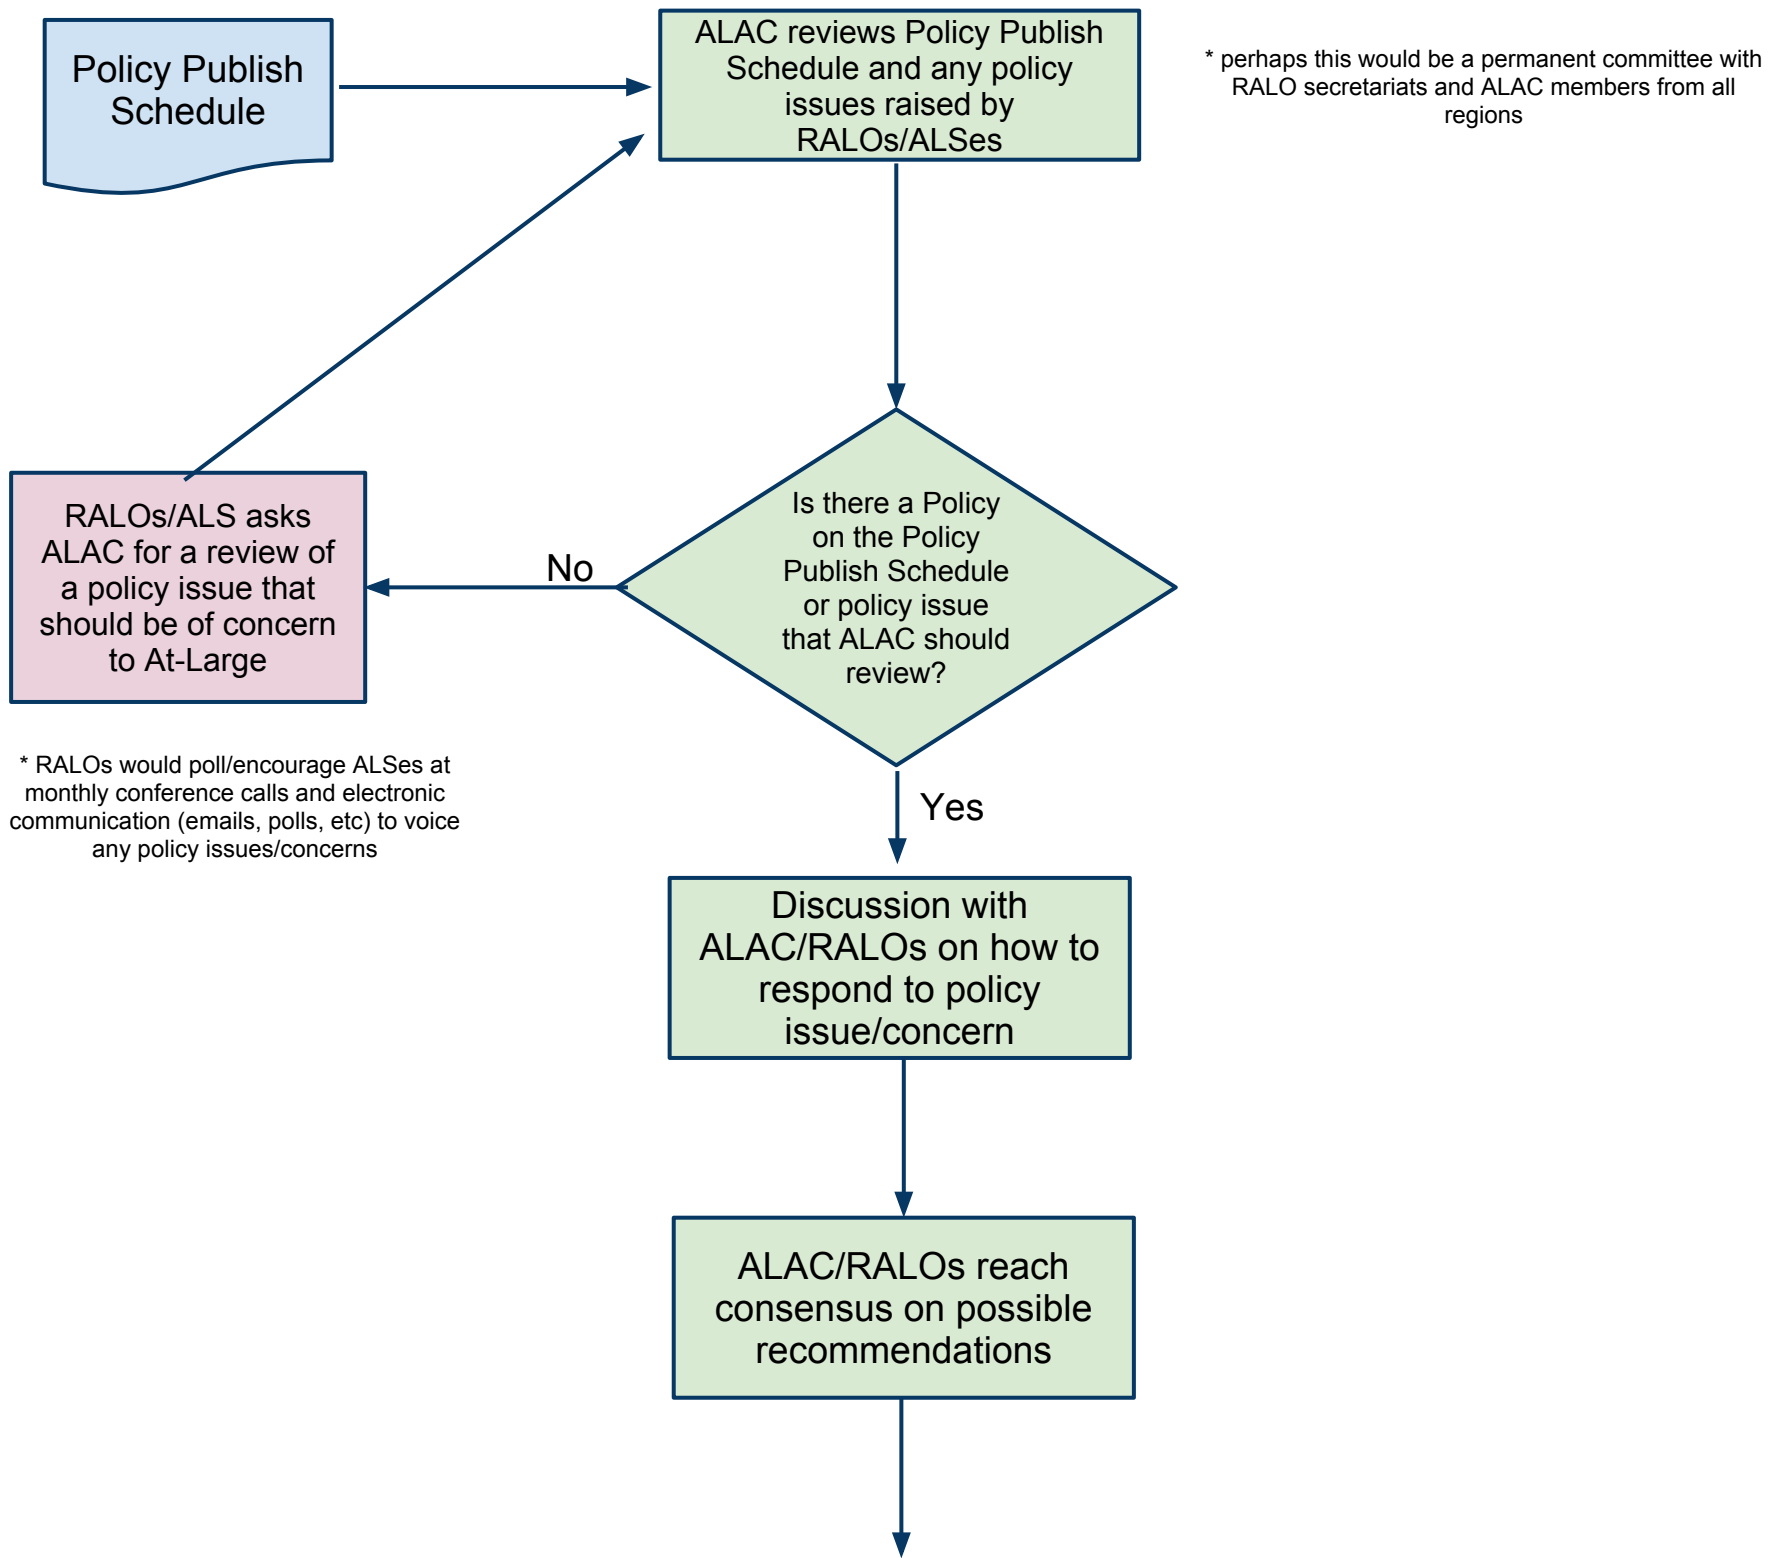 Policy Publish
Schedule
ALAC reviews Policy Publish
Schedule and any policy
issues raised by
RALOs/ALSes
* perhaps this would be a permanent committee with
RALO secretariats and ALAC members from all
regions
RALOs/ALS asks
ALAC for a review of
a policy issue that
should be of concern
to At-Large
No
Is there a Policy
on the Policy
Publish Schedule
or policy issue
that ALAC should
review?
* RALOs would poll/encourage ALSes at
monthly conference calls and electronic
communication (emails, polls, etc) to voice
any policy issues/concerns
Yes
Discussion with
ALAC/RALOs on how to
respond to policy
issue/concern
ALAC/RALOs reach
consensus on possible
recommendations